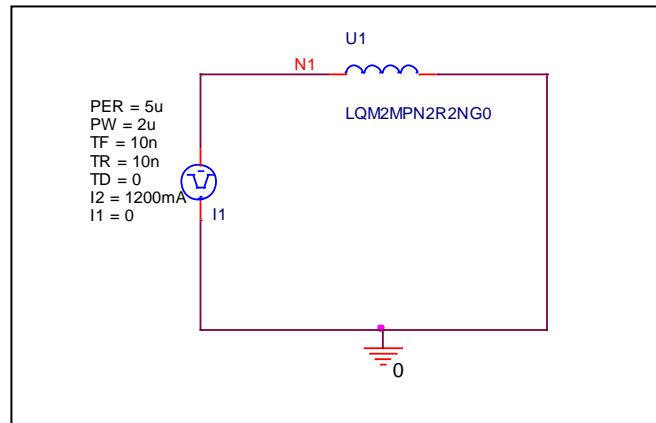 U1
N1
LQM2MPN2R2NG0
PER = 5u
PW = 2u
TF = 10n
TR = 10n
TD = 0
I2 = 1200mA
I1 = 0
I1
0